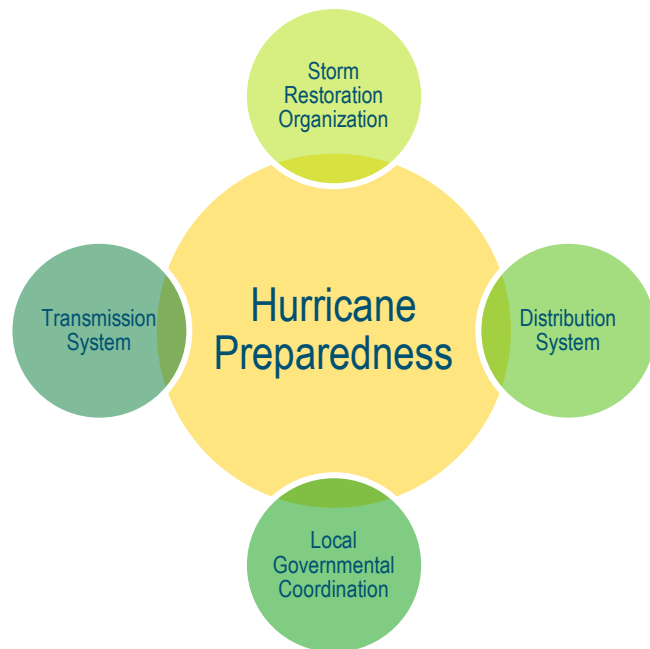 Storm
Restoration
Organization
Hurricane
Preparedness
Transmission
System
Distribution
System
Local
Governmental
Coordination